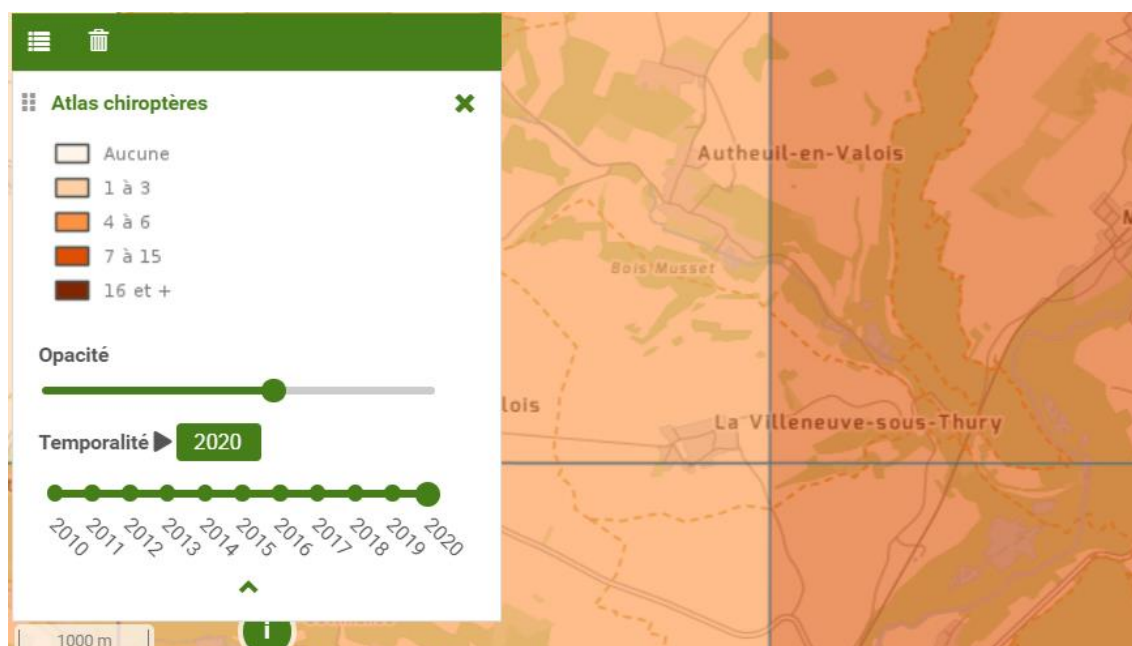 Atlas chiroptères
Aucune
1 à 3
4 à 6
7 à 15
16 et +
Opacité
Temporalité 2020
2010 2011 2012 2013 2014 2015 2016 2017 2018 2019 2020
1000 m
i
Autheuil-en-Valois
M
Bois Musset
lois
La Villeneuve-sous-Thury